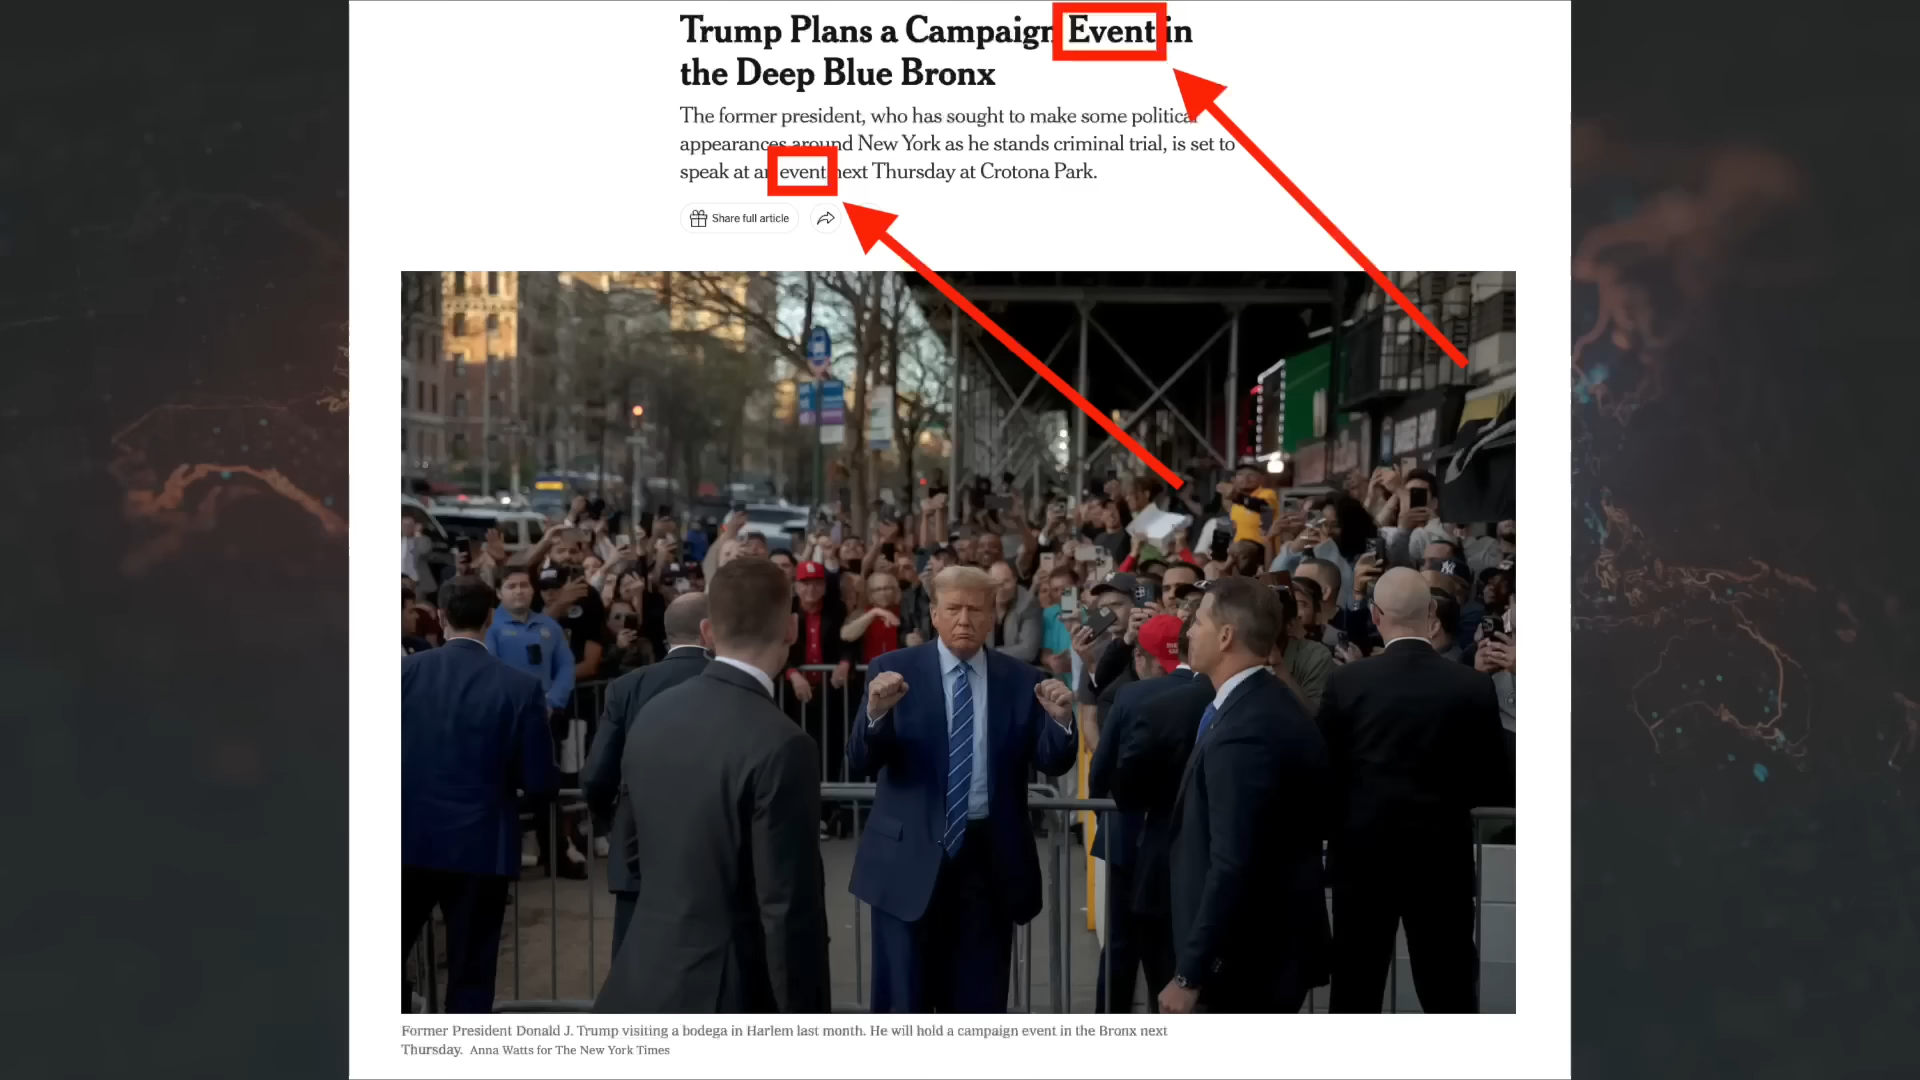 Trump Plans a Campaign Event in
the Deep Blue Bronx
The former president, who has sought to make some political
appearances around New York as he stands criminal trial, is set to
speak at an event next Thursday at Crotona Park.
Share full article
Former President Donald J. Trump visiting a bodega in Harlem last month. He will hold a campaign event in the Bronx next
Thursday. Anna Watts for The New York Times